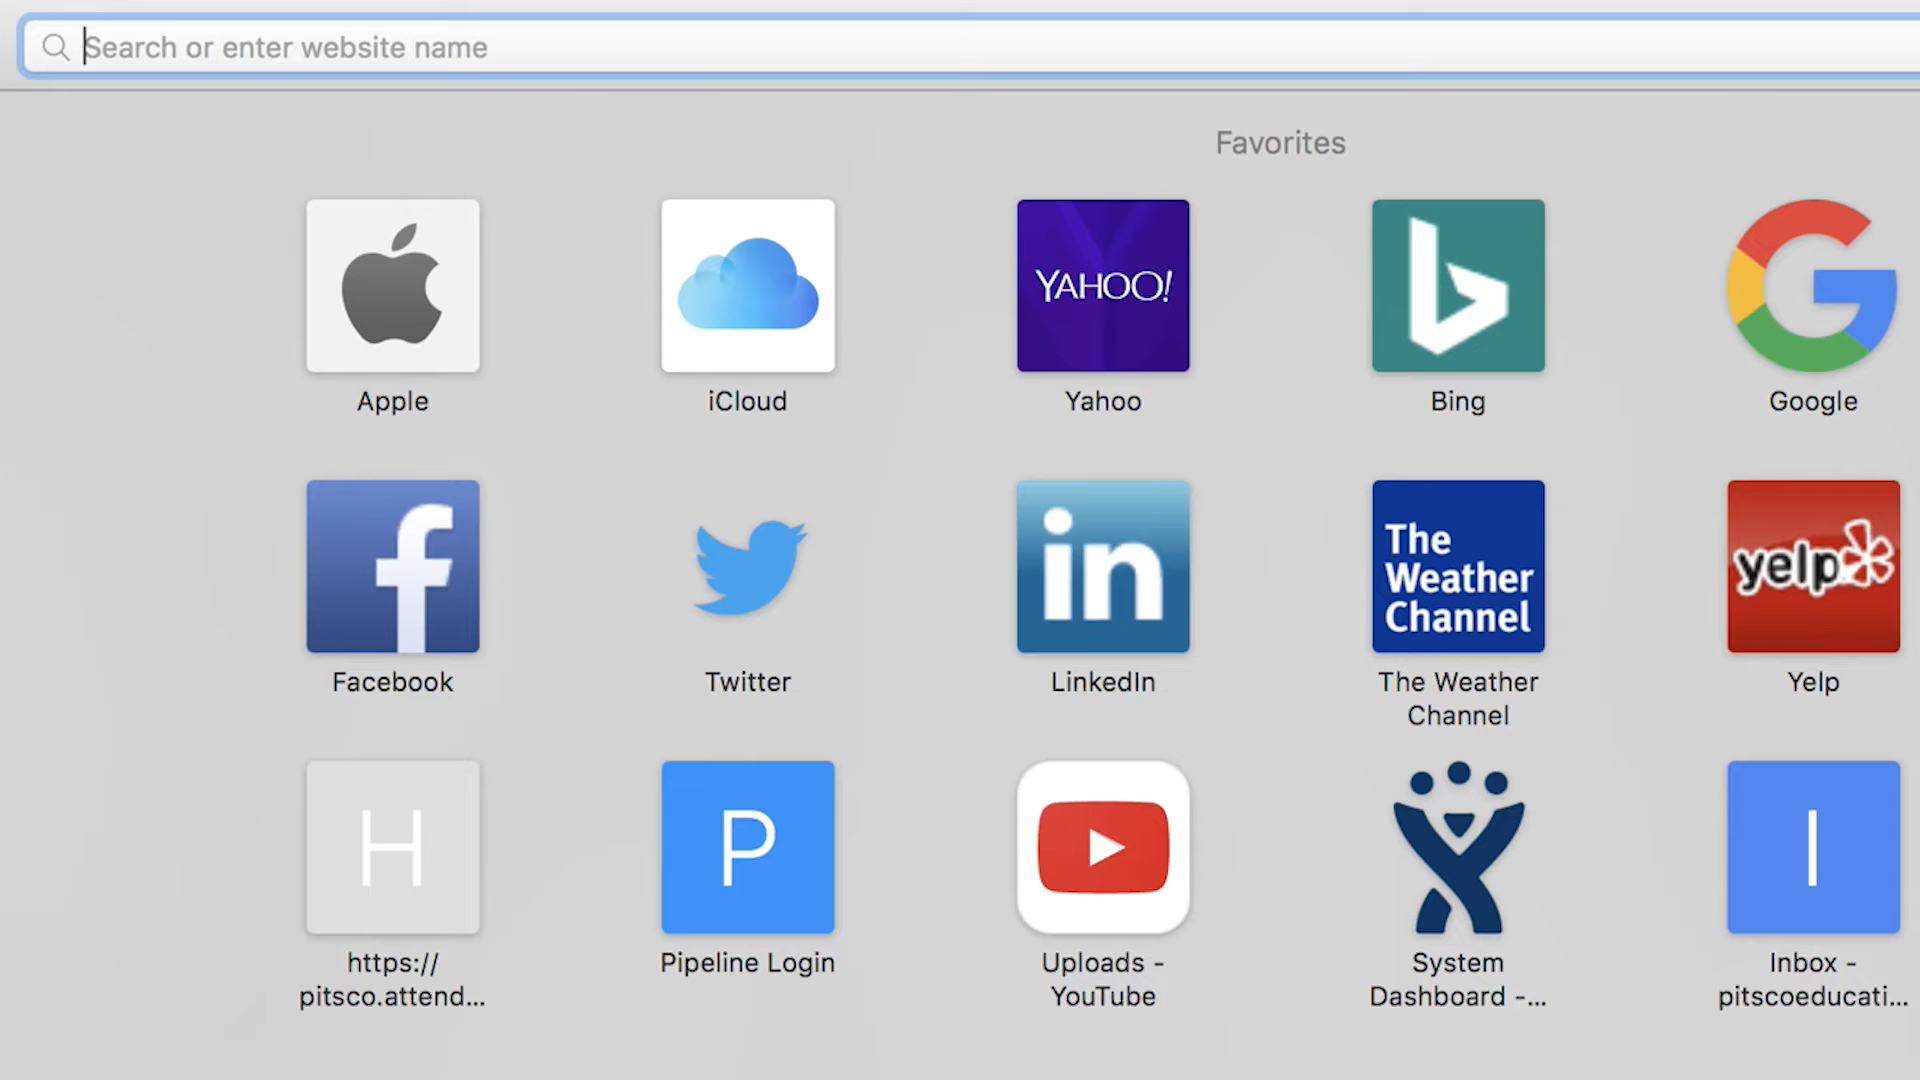 Search or enter website name
Favorites
YAHOO!
Apple
iCloud
Yahoo
Bing
Google
f
in
The
Weather
Channel
yelp
Facebook
Twitter
LinkedIn
The Weather
Channel
Yelp
H
P
I
https://
pitsco.attend...
Pipeline Login
Uploads -
YouTube
System
Dashboard -...
Inbox -
pitscoeducati...